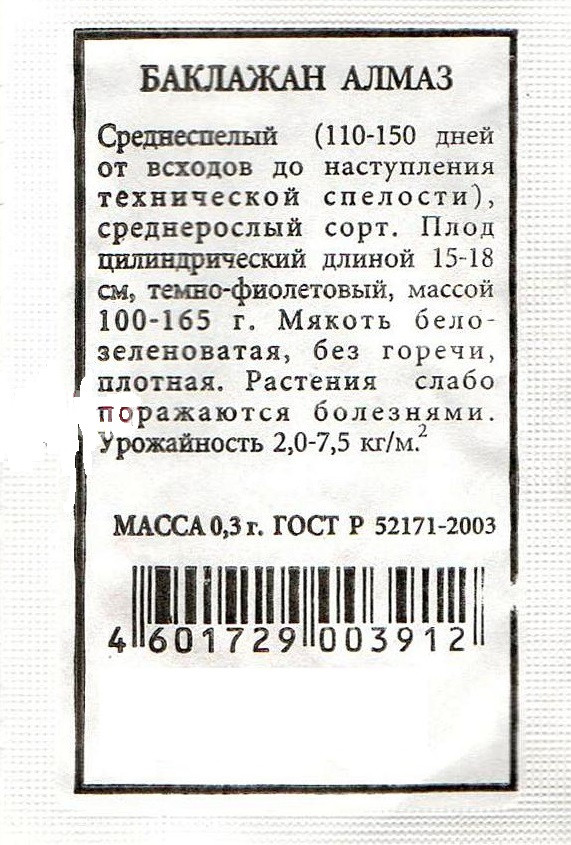 БАКЛАЖАН АЛМАЗ
Среднеспелый (110-150 дней
от всходов до наступления
технической спелости),
среднерослый сорт. Плод
цилиндрический длиной 15-18
см, темно-фиолетовый, массой
100-165 г. Мякоть бело-
зеленоватая, без горечи,
плотная. Растения слабо
поражаются болезнями.
Урожайность 2,0-7,5 кг/м.²
МАССА 0,3 г. ГОСТ Р 52171-2003
4 601729 003912